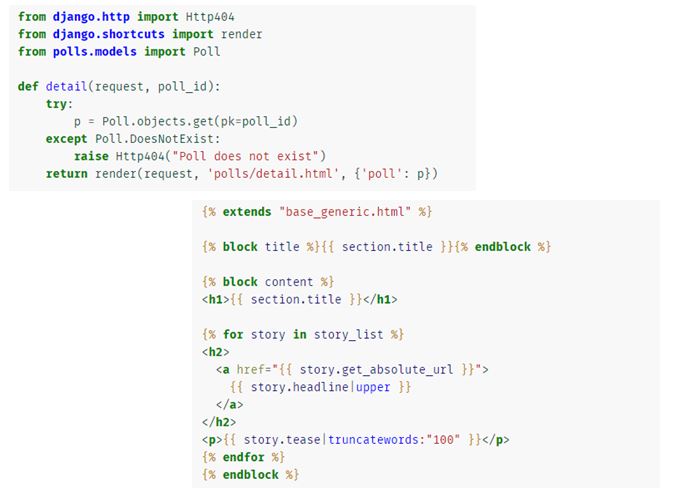 from django.http import Http404
from django.shortcuts import render
from polls.models import Poll
def detail(request, poll_id):
    try:
        p = Poll.objects.get(pk=poll_id)
    except Poll.DoesNotExist:
        raise Http404("Poll does not exist")
    return render(request, 'polls/detail.html', {'poll': p})
{% extends "base_generic.html" %}
{% block title %}{{ section.title }}{% endblock %}
{% block content %}
<h1>{{ section.title }}</h1>
{% for story in story_list %}
<h2>
  <a href="{{ story.get_absolute_url }}">
    {{ story.headline|upper }}
  </a>
</h2>
<p>{{ story.tease|truncatewords:"100" }}</p>
{% endfor %}
{% endblock %}